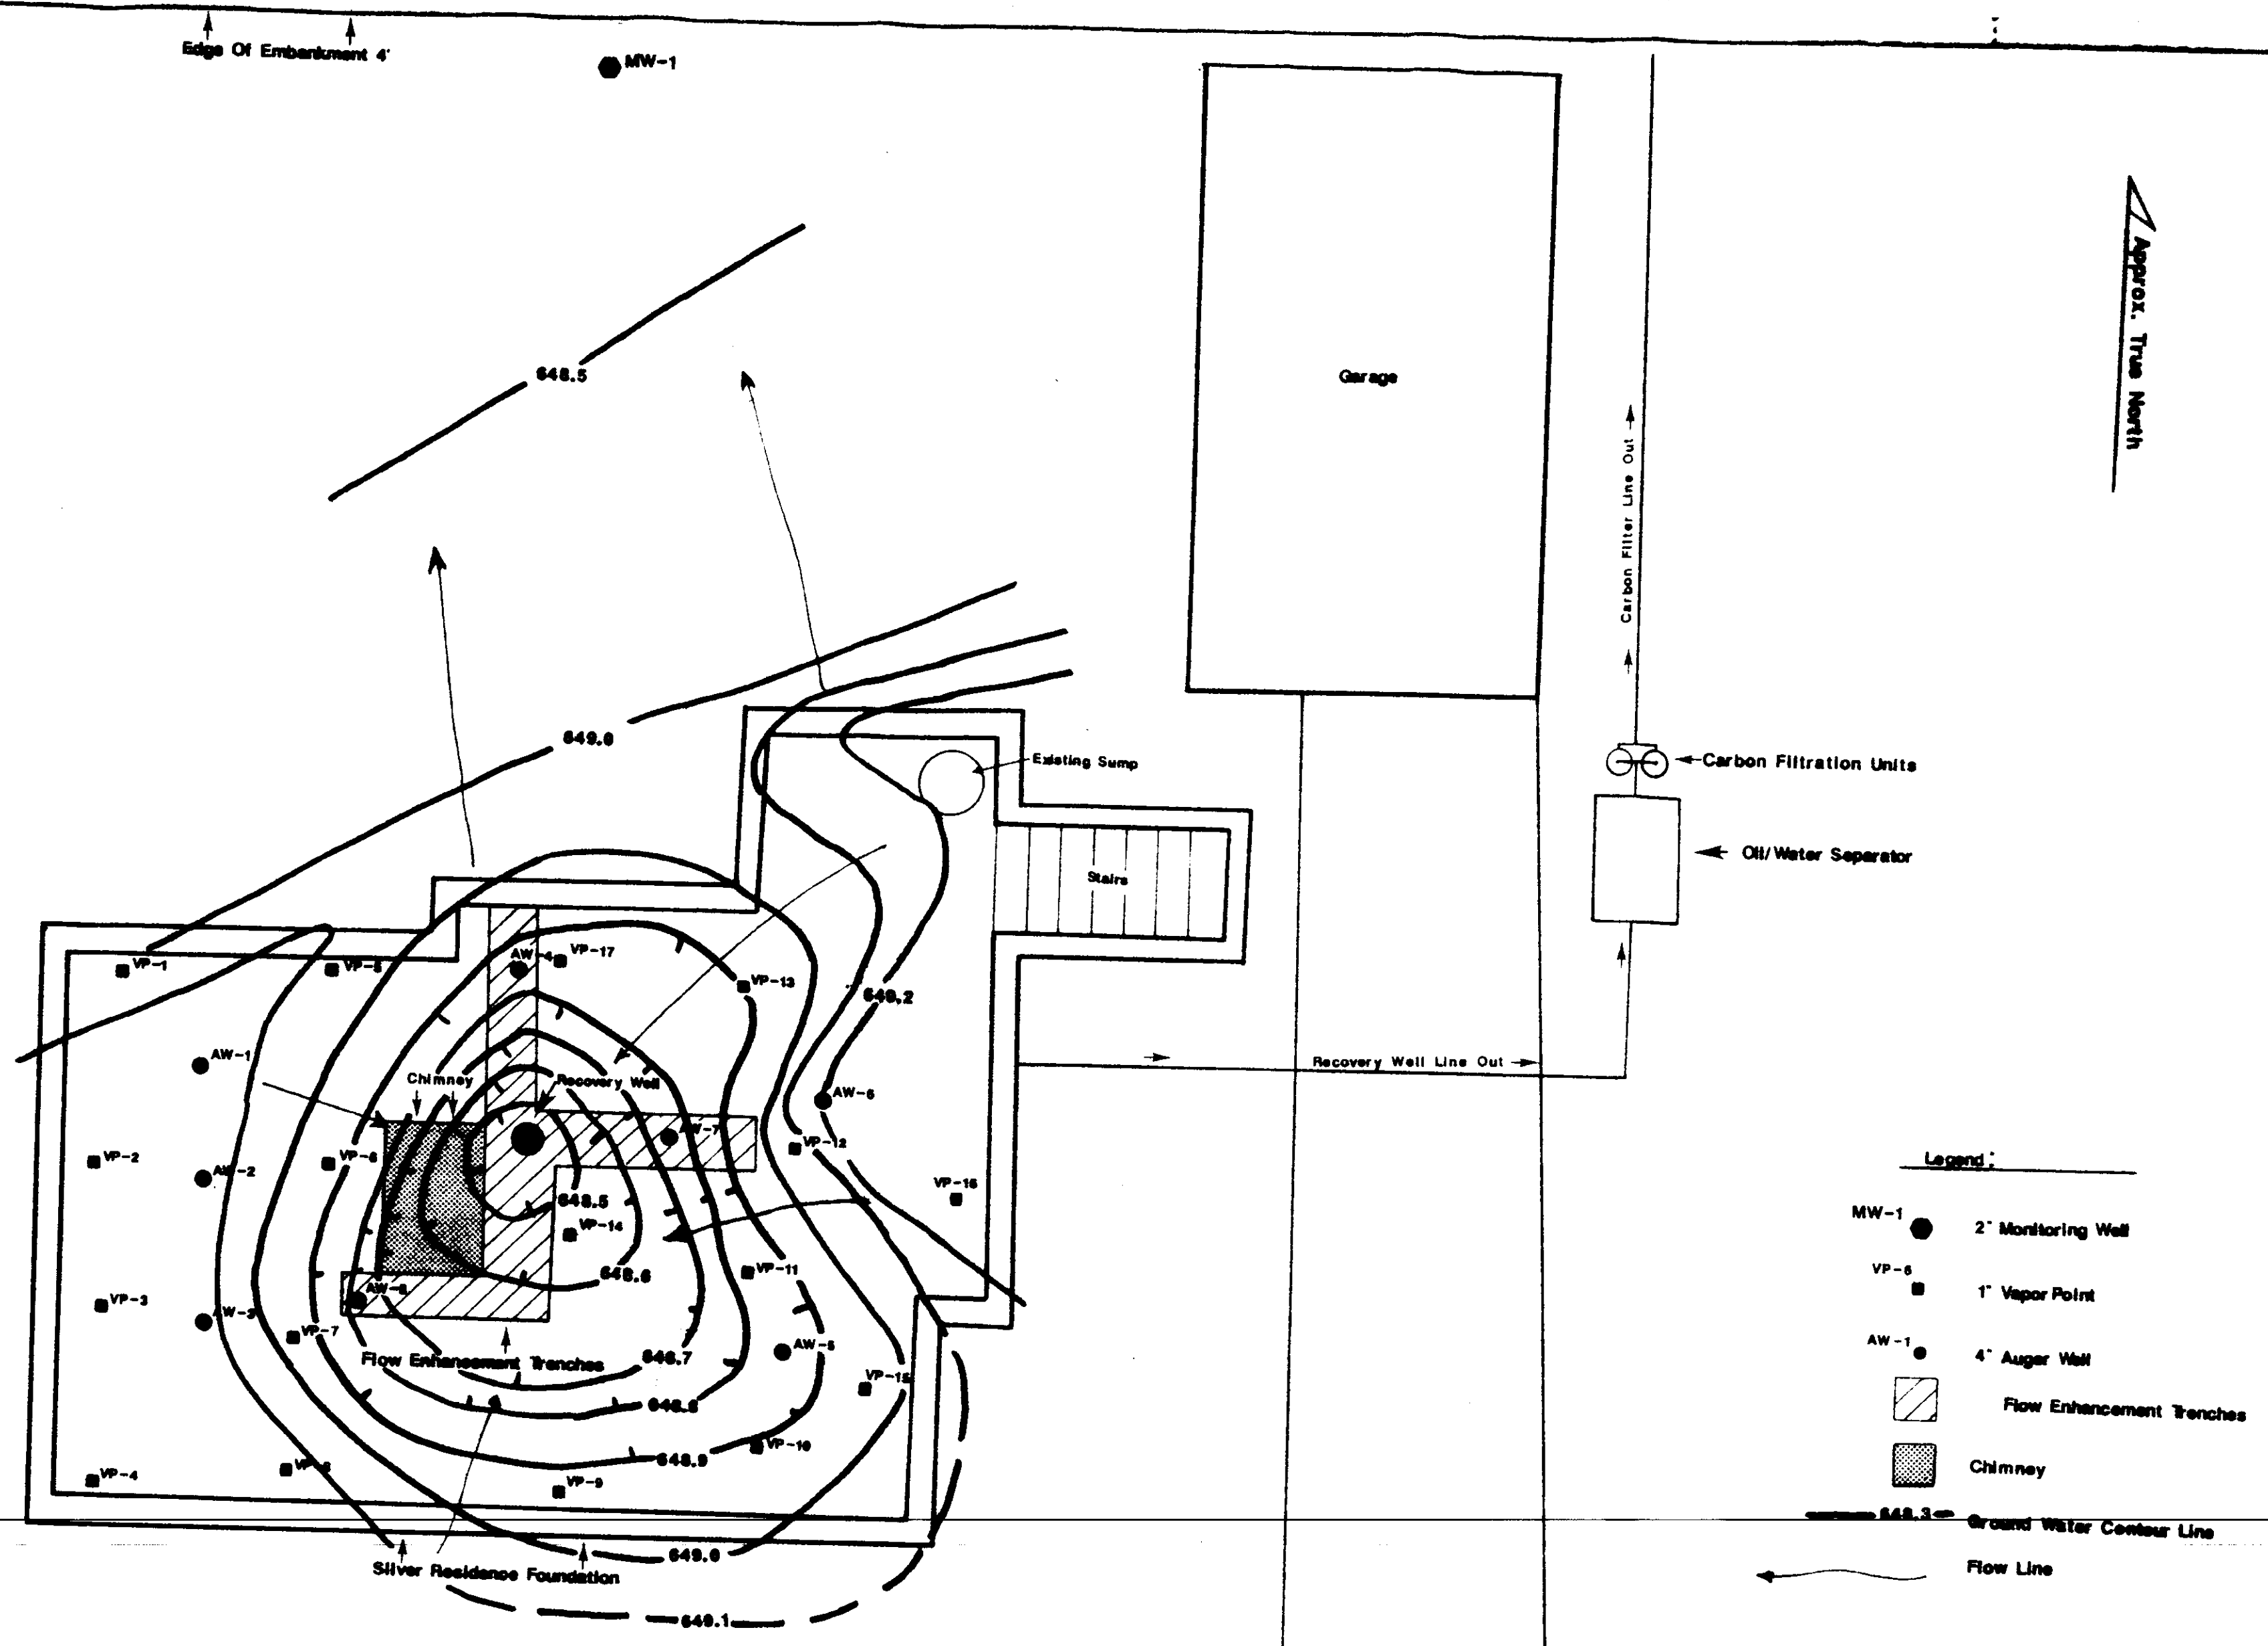 Edge Of Embankment 4'
MW-1
Approx. True North
648.5
Garage
Carbon Filter Line Out
649.0
Existing Sump
Carbon Filtration Units
Oil/Water Separator
Stairs
VP-1
VP-5
AW-4
VP-17
VP-13
649.2
AW-1
Chimney
Recovery Well
AW-6
Recovery Well Line Out
AW-7
VP-12
VP-2
AW-2
VP-6
VP-16
648.5
VP-14
648.6
VP-11
VP-3
AW-3
AW-8
VP-7
AW-5
Flow Enhancement Trenches
648.7
VP-15
648.8
VP-10
648.9
VP-4
VP-8
VP-9
649.0
Silver Residence Foundation
649.1
Legend:
MW-1
2" Monitoring Well
VP-6
1" Vapor Point
AW-1
4" Auger Well
Flow Enhancement Trenches
Chimney
648.3
Ground Water Contour Line
Flow Line